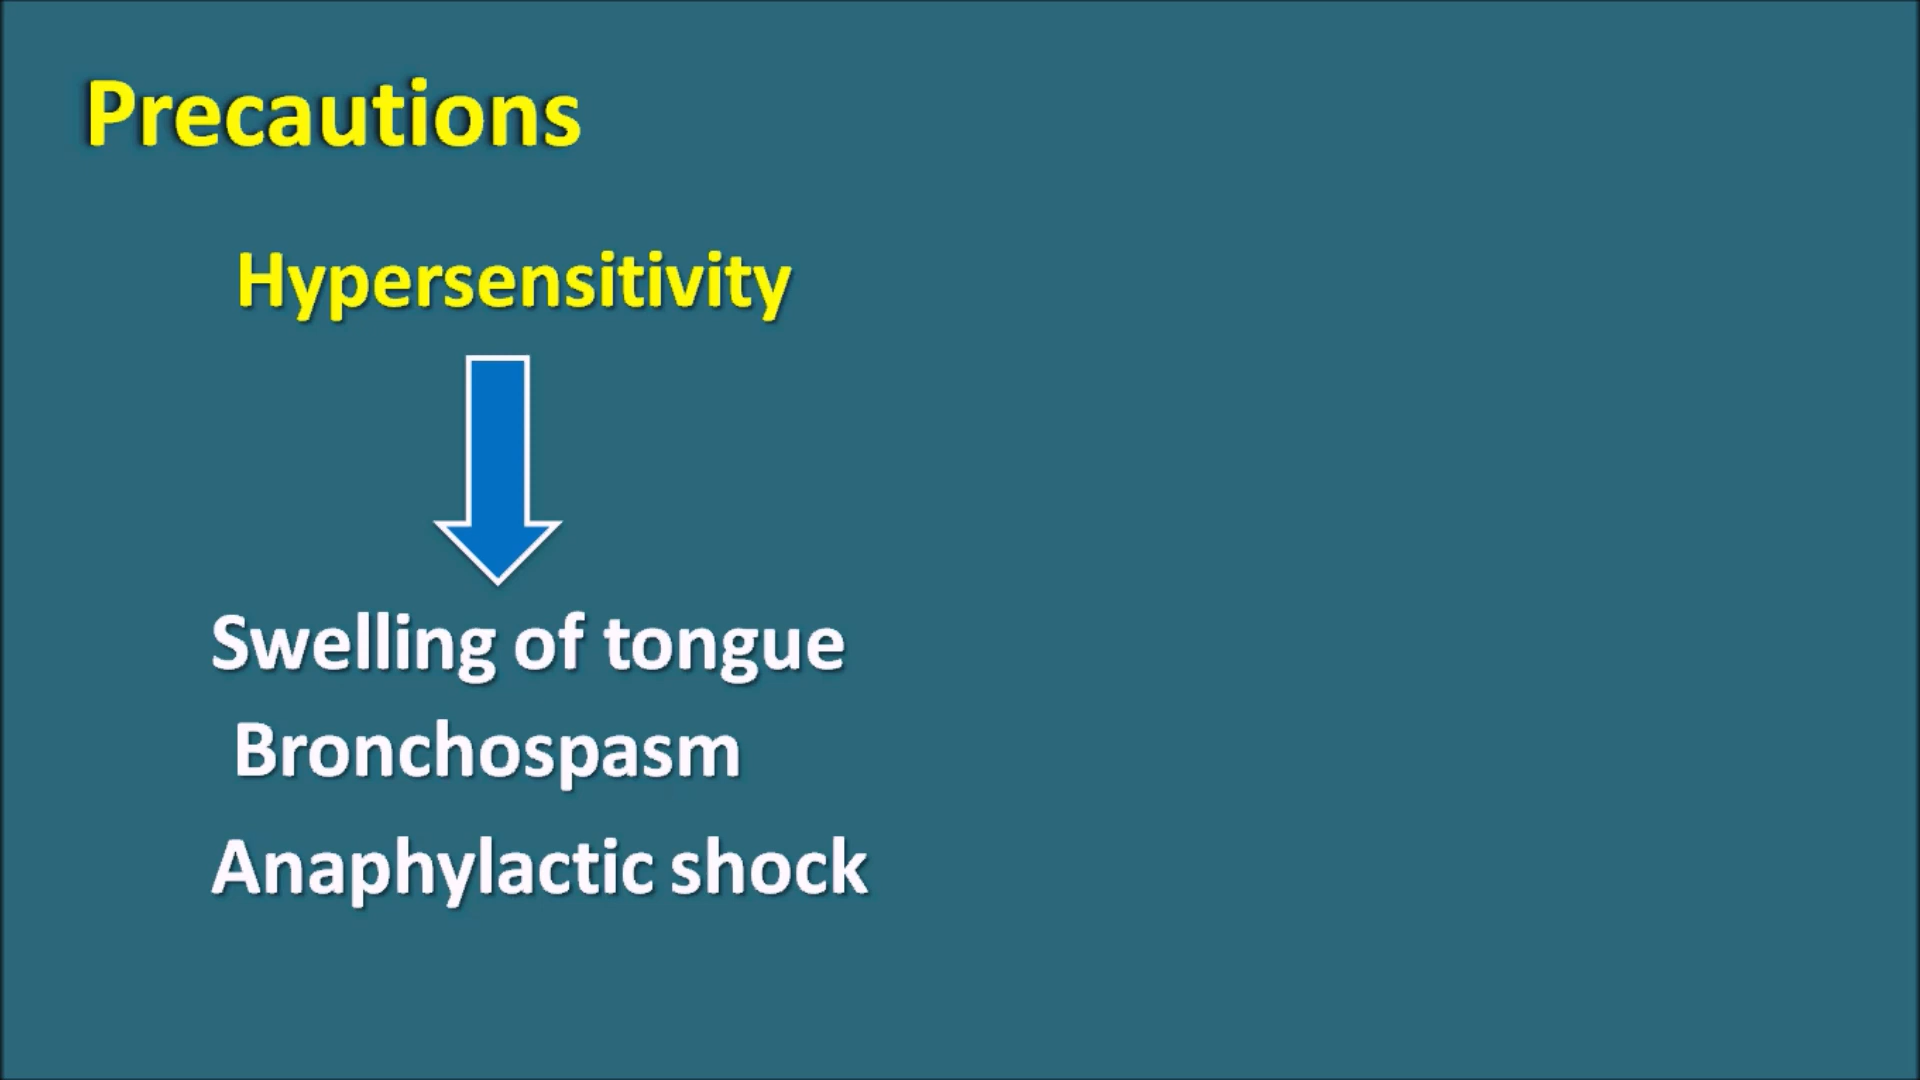 Precautions
Hypersensitivity
Swelling of tongue
Bronchospasm
Anaphylactic shock